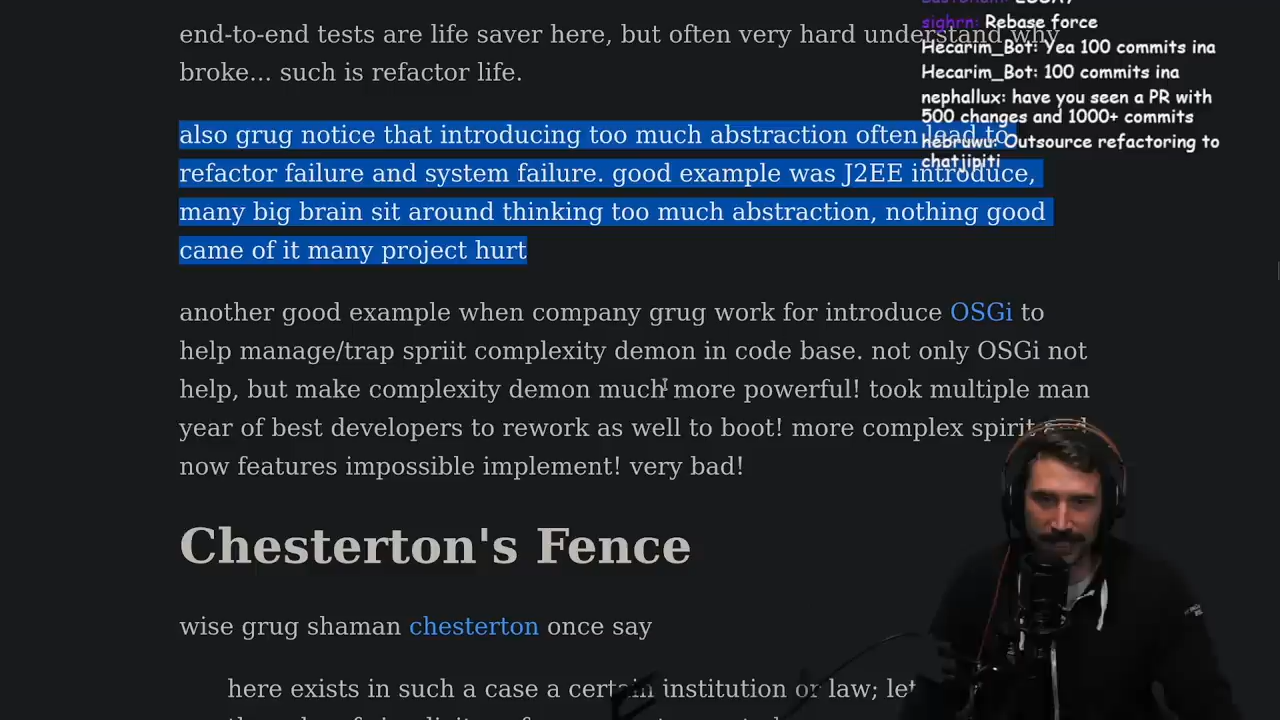 end-to-end tests are life saver here, but often very hard understand why
broke... such is refactor life.
also grug notice that introducing too much abstraction often lead to
refactor failure and system failure. good example was J2EE introduce,
many big brain sit around thinking too much abstraction, nothing good
came of it many project hurt
another good example when company grug work for introduce OSGi to
help manage/trap spriit complexity demon in code base. not only OSGi not
help, but make complexity demon much more powerful! took multiple man
year of best developers to rework as well to boot! more complex spirit and
now features impossible implement! very bad!
Chesterton's Fence
wise grug shaman chesterton once say
here exists in such a case a certain institution or law; let
sighrn: Rebase force
Hecarim_Bot: Yea 100 commits ina
Hecarim_Bot: 100 commits ina
nephallux: have you seen a PR with
500 changes and 1000+ commits
hebruwu: Outsource refactoring to
chatjipiti